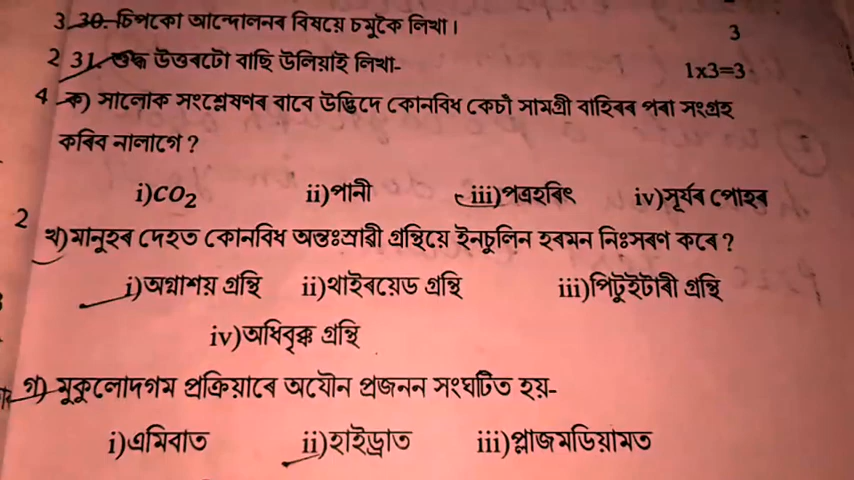 3 30. চিপকো আন্দোলনৰ বিষয়ে চমুকৈ লিখা। 3
2 31. শুদ্ধ উত্তৰটো বাছি উলিয়াই লিখা- 1x3=3
4 ক) সালোক সংশ্লেষণৰ বাবে উদ্ভিদে কোনবিধ কেচাঁ সামগ্ৰী বাহিৰৰ পৰা সংগ্ৰহ
কৰিব নালাগে ?
i)CO₂ ii)পানী iii)পত্ৰহৰিৎ iv)সূৰ্যৰ পোহৰ
2 খ)মানুহৰ দেহত কোনবিধ অন্তঃস্ৰাৱী গ্ৰন্থিয়ে ইনচুলিন হৰমন নিঃসৰণ কৰে ?
i)অগ্নাশয় গ্ৰন্থি ii)থাইৰয়েড গ্ৰন্থি iii)পিটুইটাৰী গ্ৰন্থি
iv)অধিবৃক্ক গ্ৰন্থি
গ) মুকুলোদগম প্ৰক্ৰিয়াৰে অযৌন প্ৰজনন সংঘটিত হয়-
i)এমিবাত ii)হাইড্ৰাত iii)প্লাজমডিয়ামত